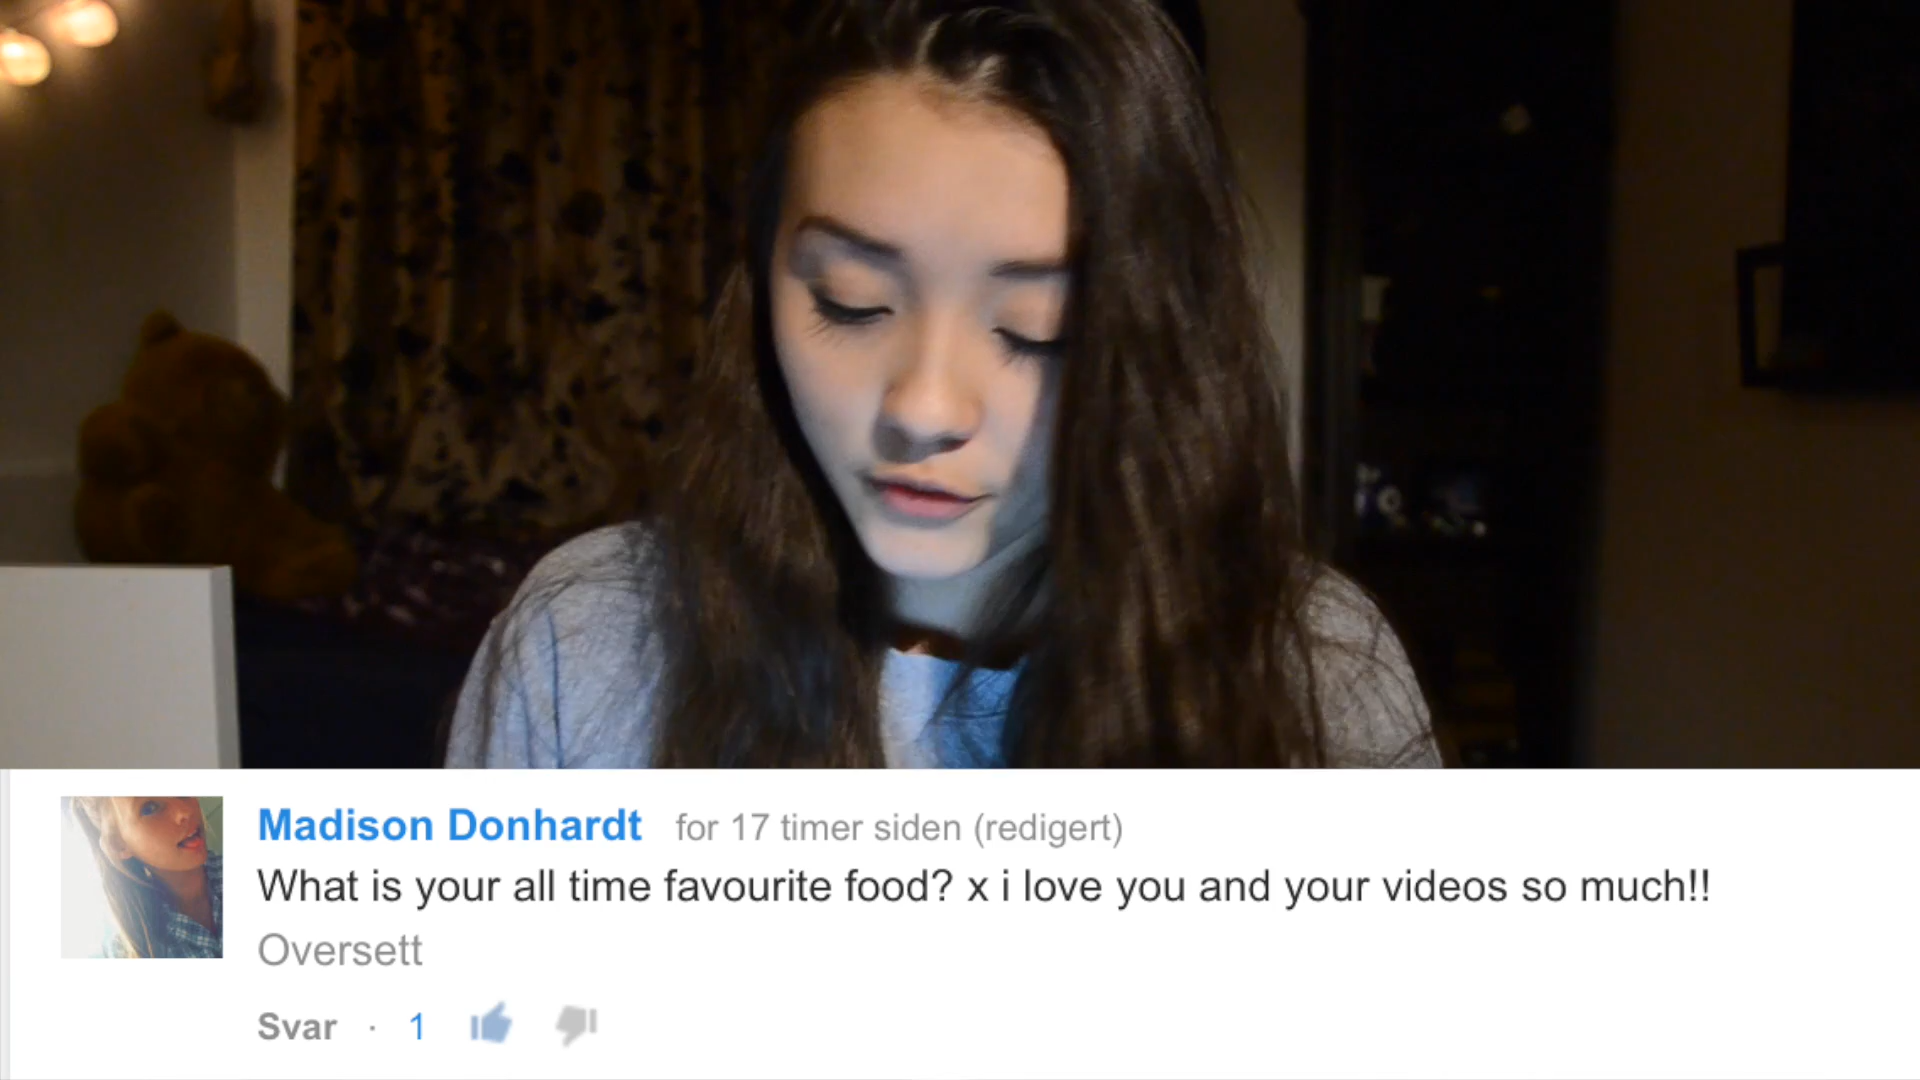 Madison Donhardt for 17 timer siden (redigert)
What is your all time favourite food? x i love you and your videos so much!!
Oversett
Svar · 1